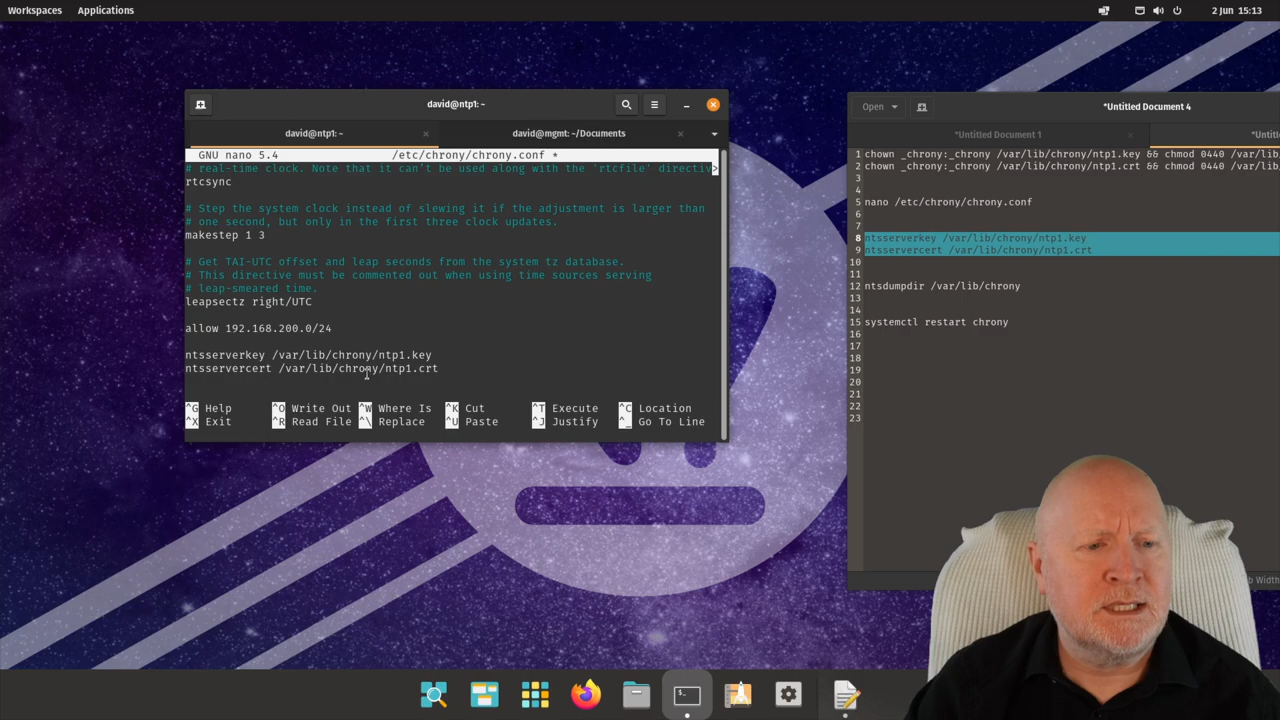 Workspaces Applications
2 Jun 15:13
david@ntp1: ~
david@ntp1: ~ × david@mgmt: ~/Documents ×
GNU nano 5.4 /etc/chrony/chrony.conf *
# real-time clock. Note that it can't be used along with the 'rtcfile' directiv>
rtcsync
# Step the system clock instead of slewing it if the adjustment is larger than
# one second, but only in the first three clock updates.
makestep 1 3
# Get TAI-UTC offset and leap seconds from the system tz database.
# This directive must be commented out when using time sources serving
# leap-smeared time.
leapsectz right/UTC
allow 192.168.200.0/24
ntsserverkey /var/lib/chrony/ntp1.key
ntsservercert /var/lib/chrony/ntp1.crt
^G Help ^O Write Out ^W Where Is ^K Cut ^T Execute ^C Location
^X Exit ^R Read File ^\ Replace ^U Paste ^J Justify ^_ Go To Line
Open *Untitled Document 4
*Untitled Document 1 × *Untitl
1 chown _chrony:_chrony /var/lib/chrony/ntp1.key && chmod 0440 /var/lib
2 chown _chrony:_chrony /var/lib/chrony/ntp1.crt && chmod 0440 /var/lib
3
4
5 nano /etc/chrony/chrony.conf
6
7
8 ntsserverkey /var/lib/chrony/ntp1.key
9 ntsservercert /var/lib/chrony/ntp1.crt
10
11
12 ntsdumpdir /var/lib/chrony
13
14
15 systemctl restart chrony
16
17
18
19
20
21
22
23
b Width